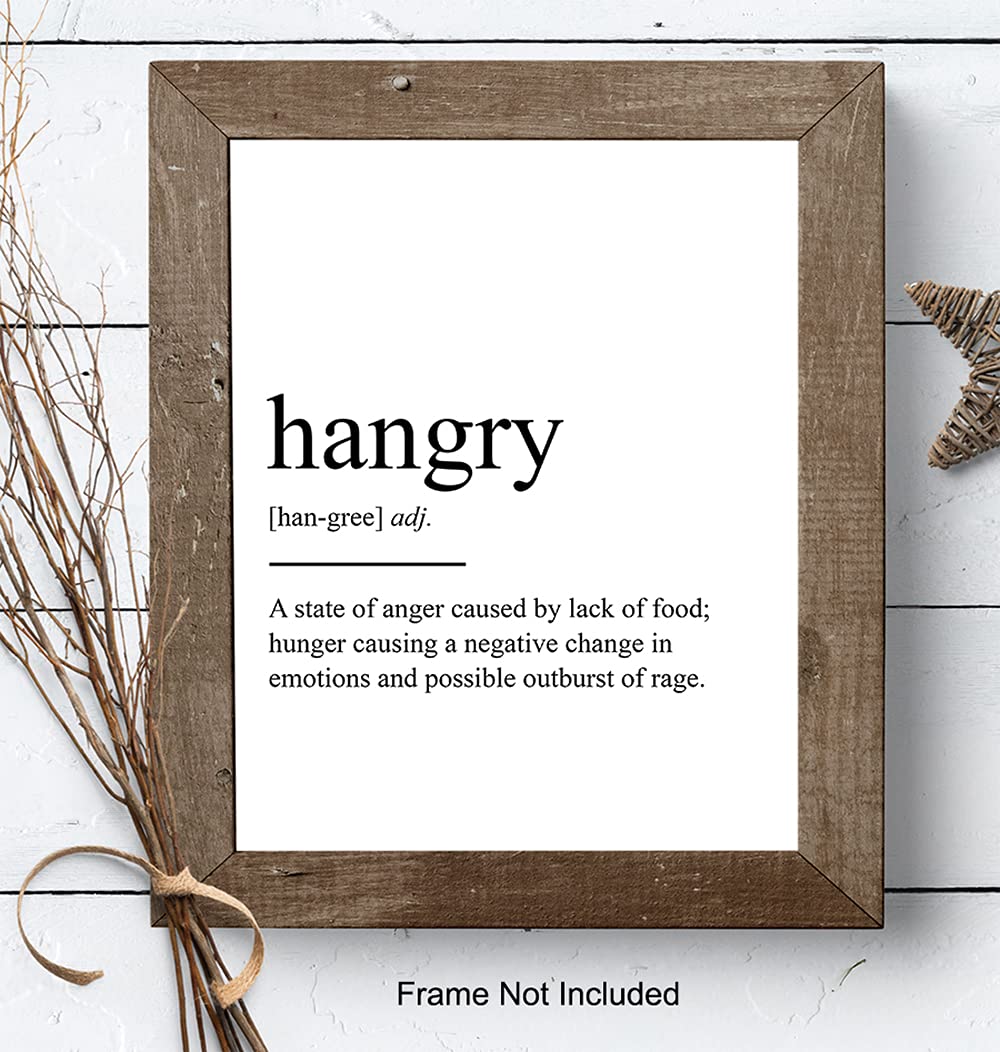 hangry
[han-gree] adj.
A state of anger caused by lack of food;
hunger causing a negative change in
emotions and possible outburst of rage.
Frame Not Included